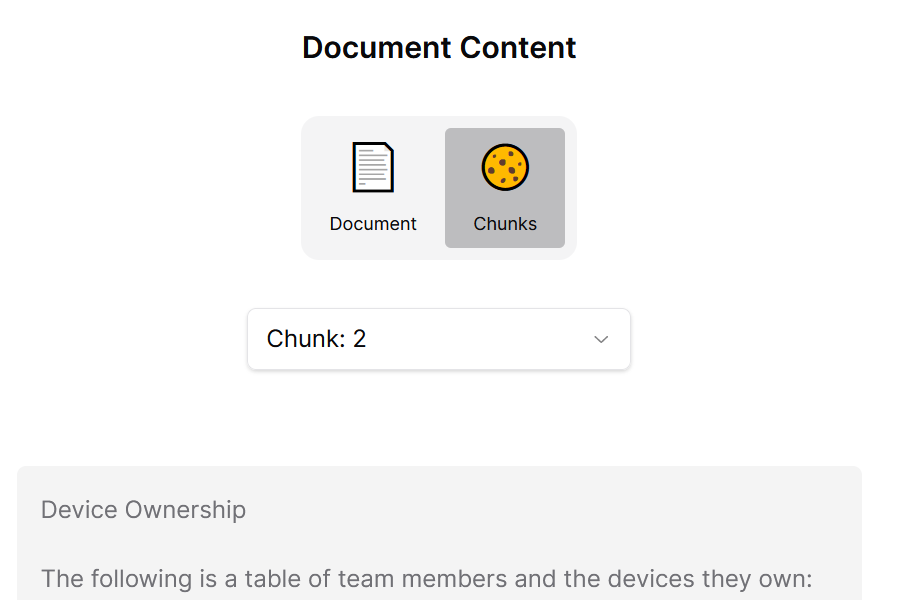 Document Content
Document
Chunks
Chunk: 2
Device Ownership
The following is a table of team members and the devices they own: